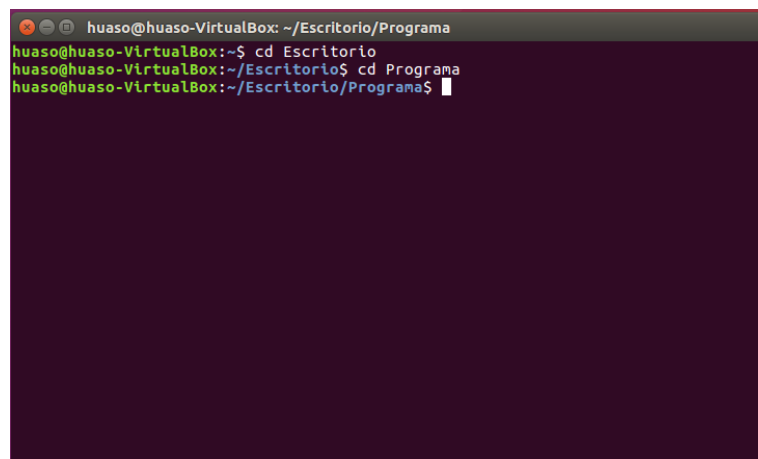 huaso@huaso-VirtualBox: ~/Escritorio/Programa
huaso@huaso-VirtualBox:~$ cd Escritorio
huaso@huaso-VirtualBox:~/Escritorio$ cd Programa
huaso@huaso-VirtualBox:~/Escritorio/Programa$